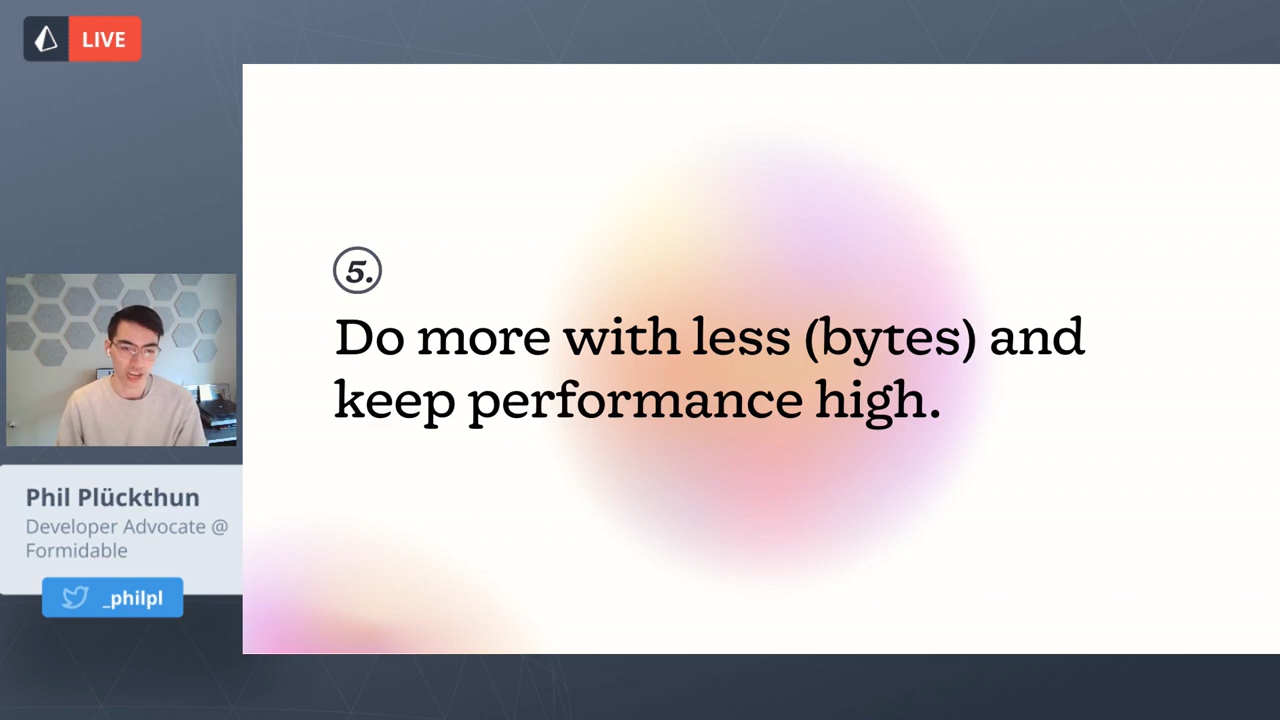 LIVE
5.
Do more with less (bytes) and
keep performance high.
Phil Plückthun
Developer Advocate @
Formidable
_philpl